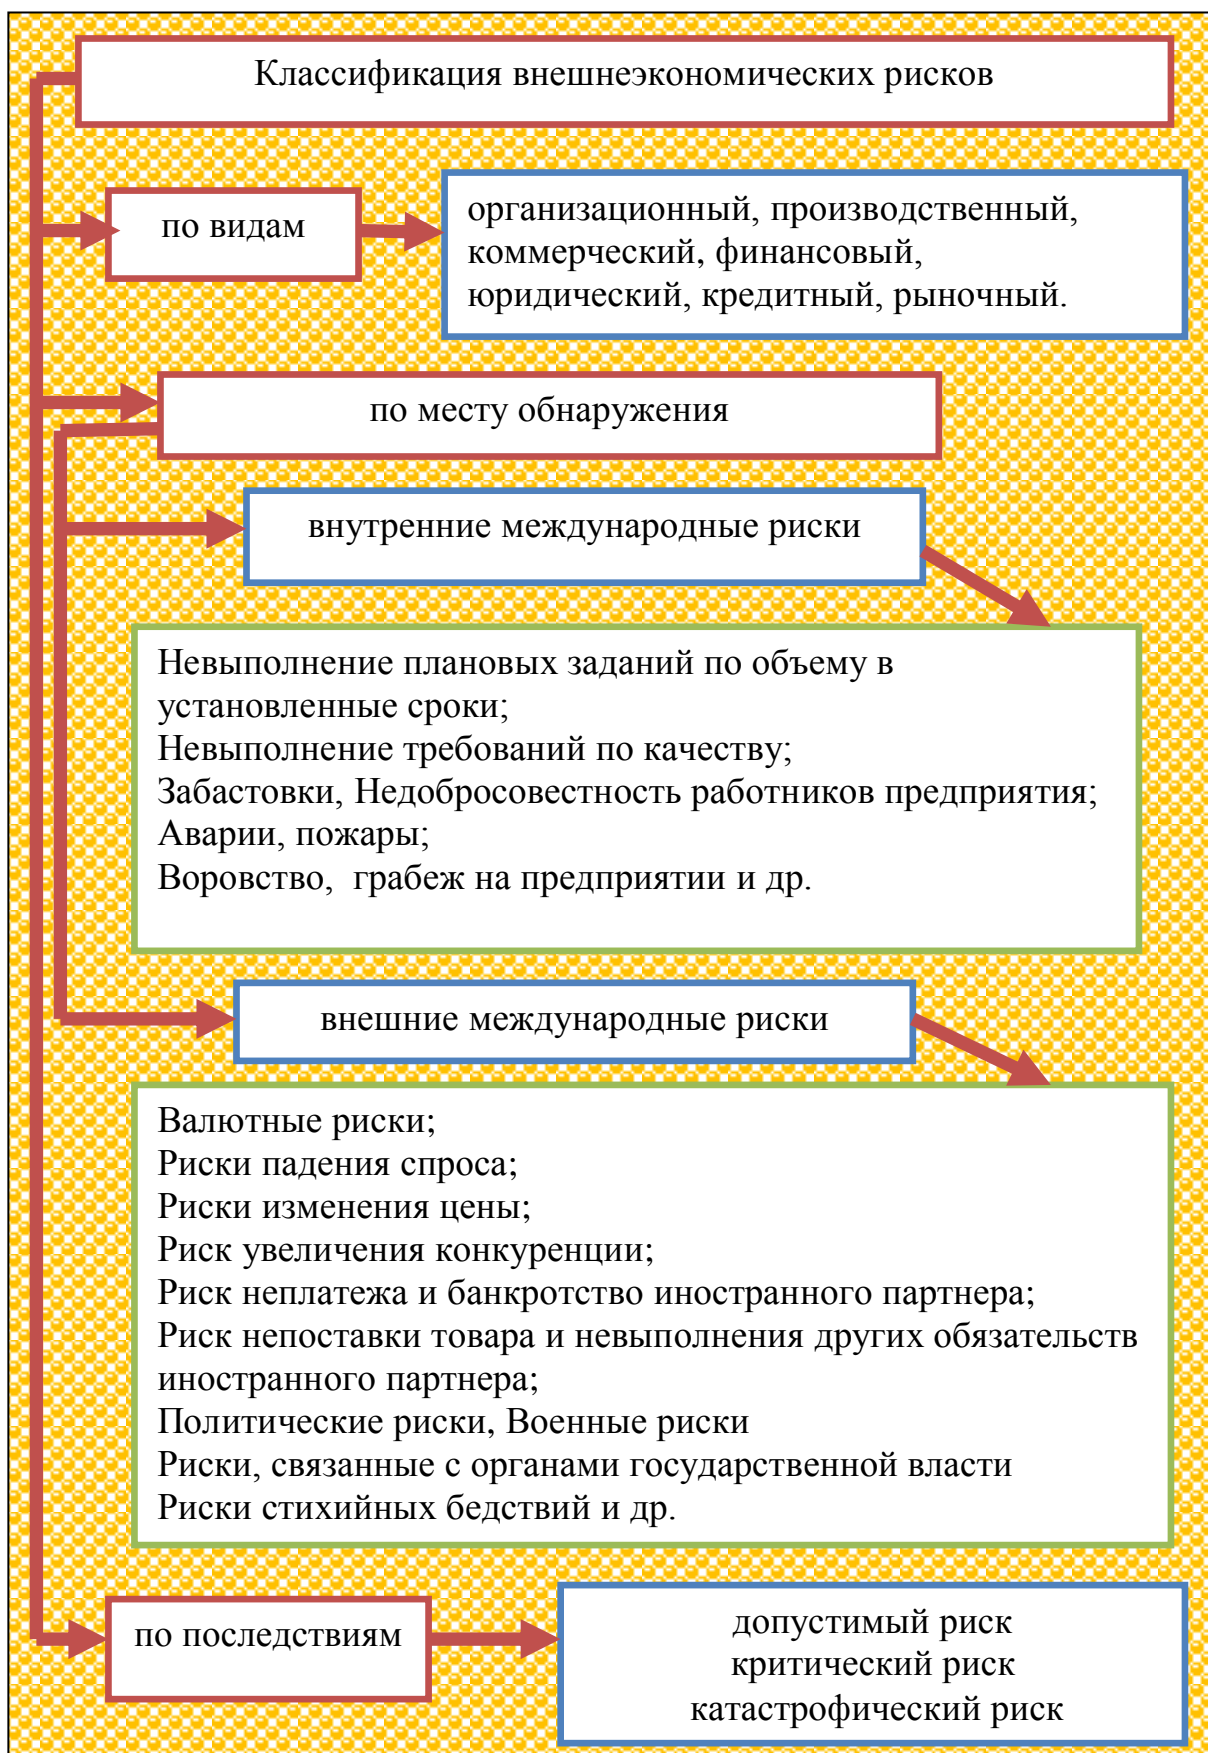 Классификация внешнеэкономических рисков
по видам
организационный, производственный,
коммерческий, финансовый,
юридический, кредитный, рыночный.
по месту обнаружения
внутренние международные риски
Невыполнение плановых заданий по объему в
установленные сроки;
Невыполнение требований по качеству;
Забастовки, Недобросовестность работников предприятия;
Аварии, пожары;
Воровство,  грабеж на предприятии и др.
внешние международные риски
Валютные риски;
Риски падения спроса;
Риски изменения цены;
Риск увеличения конкуренции;
Риск неплатежа и банкротство иностранного партнера;
Риск непоставки товара и невыполнения других обязательств
иностранного партнера;
Политические риски, Военные риски
Риски, связанные с органами государственной власти
Риски стихийных бедствий и др.
по последствиям
допустимый риск
критический риск
катастрофический риск